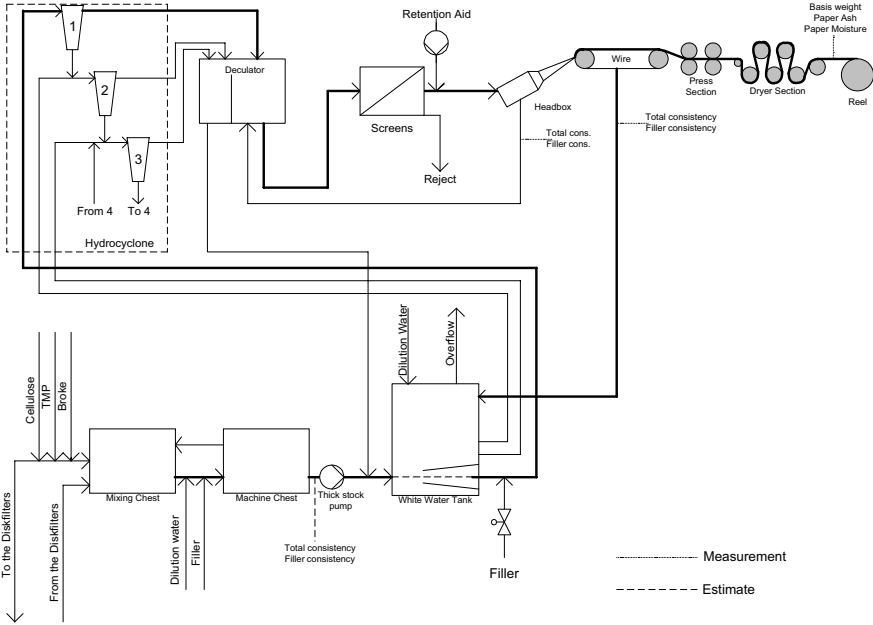 Basis weight
Paper Ash
Paper Moisture
Retention Aid
1
2
3
Deculator
Wire
Press
Section
Dryer Section
Reel
Headbox
Screens
Total cons.
Filler cons.
Total consistency
Filler consistency
Reject
From 4
To 4
Hydrocyclone
Dilution Water
Overflow
Cellulose
TMP
Broke
Mixing Chest
Machine Chest
Thick stock
pump
White Water Tank
To the Diskfilters
From the Diskfilters
Dilution water
Filler
Total consistency
Filler consistency
Filler
Measurement
Estimate